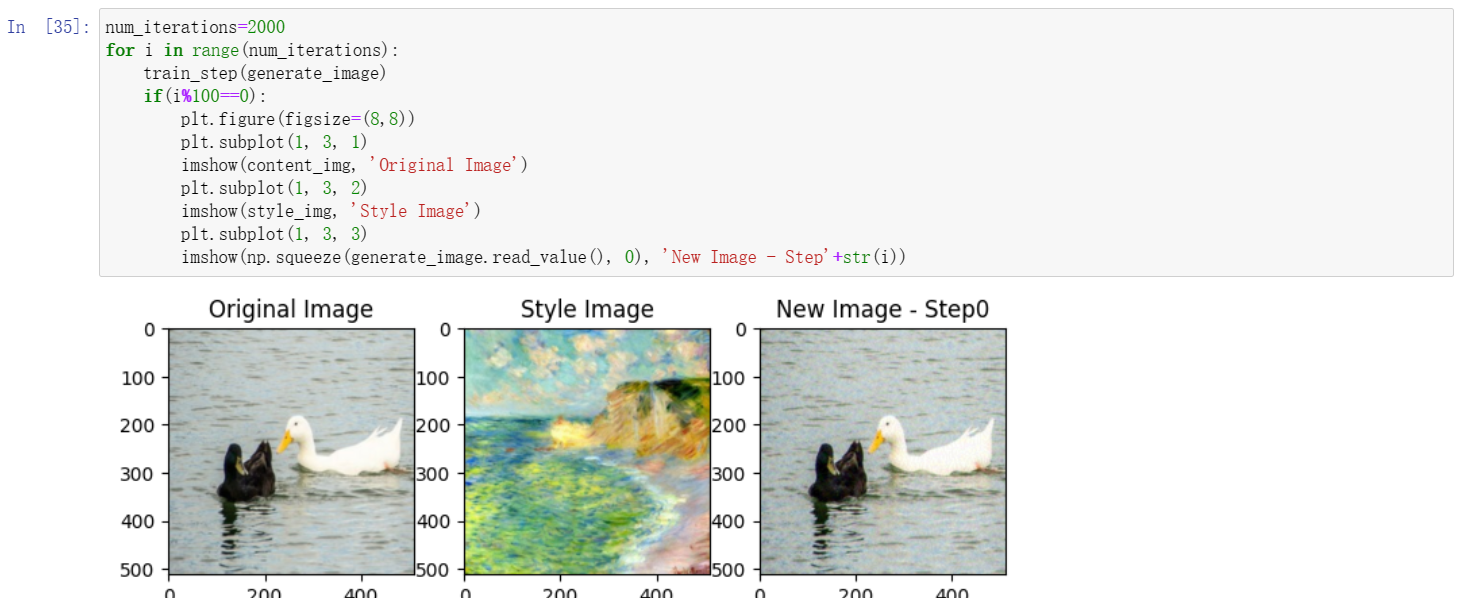 In [35]: num_iterations=2000
for i in range(num_iterations):
    train_step(generate_image)
    if(i%100==0):
        plt.figure(figsize=(8,8))
        plt.subplot(1, 3, 1)
        imshow(content_img, 'Original Image')
        plt.subplot(1, 3, 2)
        imshow(style_img, 'Style Image')
        plt.subplot(1, 3, 3)
        imshow(np.squeeze(generate_image.read_value(), 0), 'New Image - Step'+str(i))
Original Image Style Image New Image - Step0
0 0 0
100 100 100
200 200 200
300 300 300
400 400 400
500 500 500
0 200 400 0 200 400 0 200 400